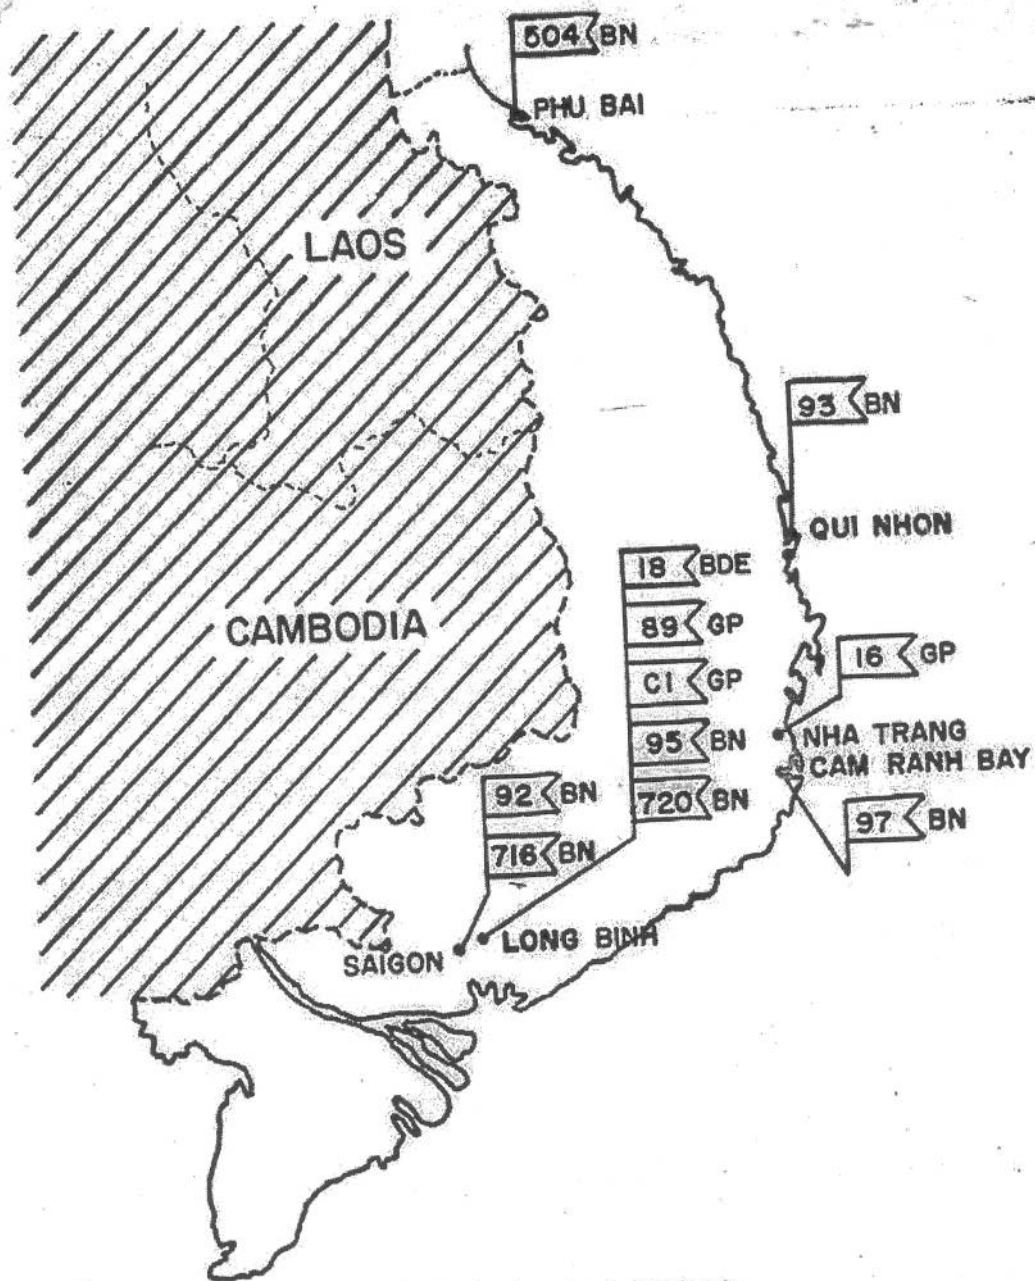 504 BN
PHU BAI
LAOS
93 BN
QUI NHON
18 BDE
89 GP
CAMBODIA
16 GP
C1 GP
95 BN
NHA TRANG
CAM RANH BAY
92 BN
720 BN
97 BN
716 BN
LONG BINH
SAIGON